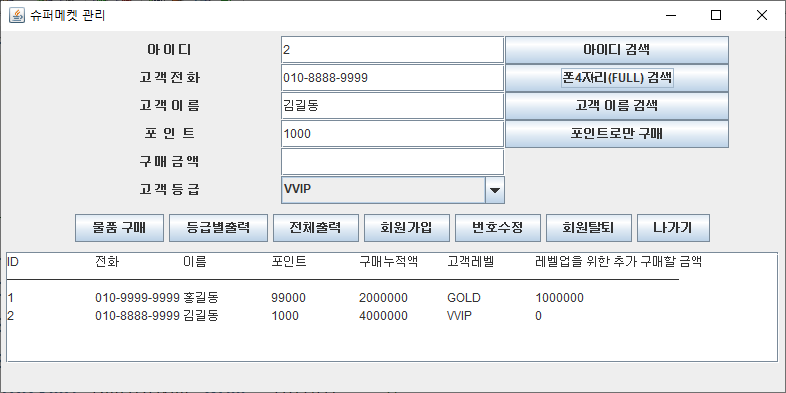 슈퍼메켓 관리
아 이 디 2 아이디 검색
고 객 전 화 010-8888-9999 폰4자리(FULL) 검색
고 객 이 름 김길동 고객 이름 검색
포 인 트 1000 포인트로만 구매
구 매 금 액
고 객 등 급 VVIP
물품 구매 등급별출력 전체출력 회원가입 번호수정 회원탈퇴 나가기
ID 전화 이름 포인트 구매누적액 고객레벨 레벨업을 위한 추가 구매할 금액
1 010-9999-9999 홍길동 99000 2000000 GOLD 1000000
2 010-8888-9999 김길동 1000 4000000 VVIP 0